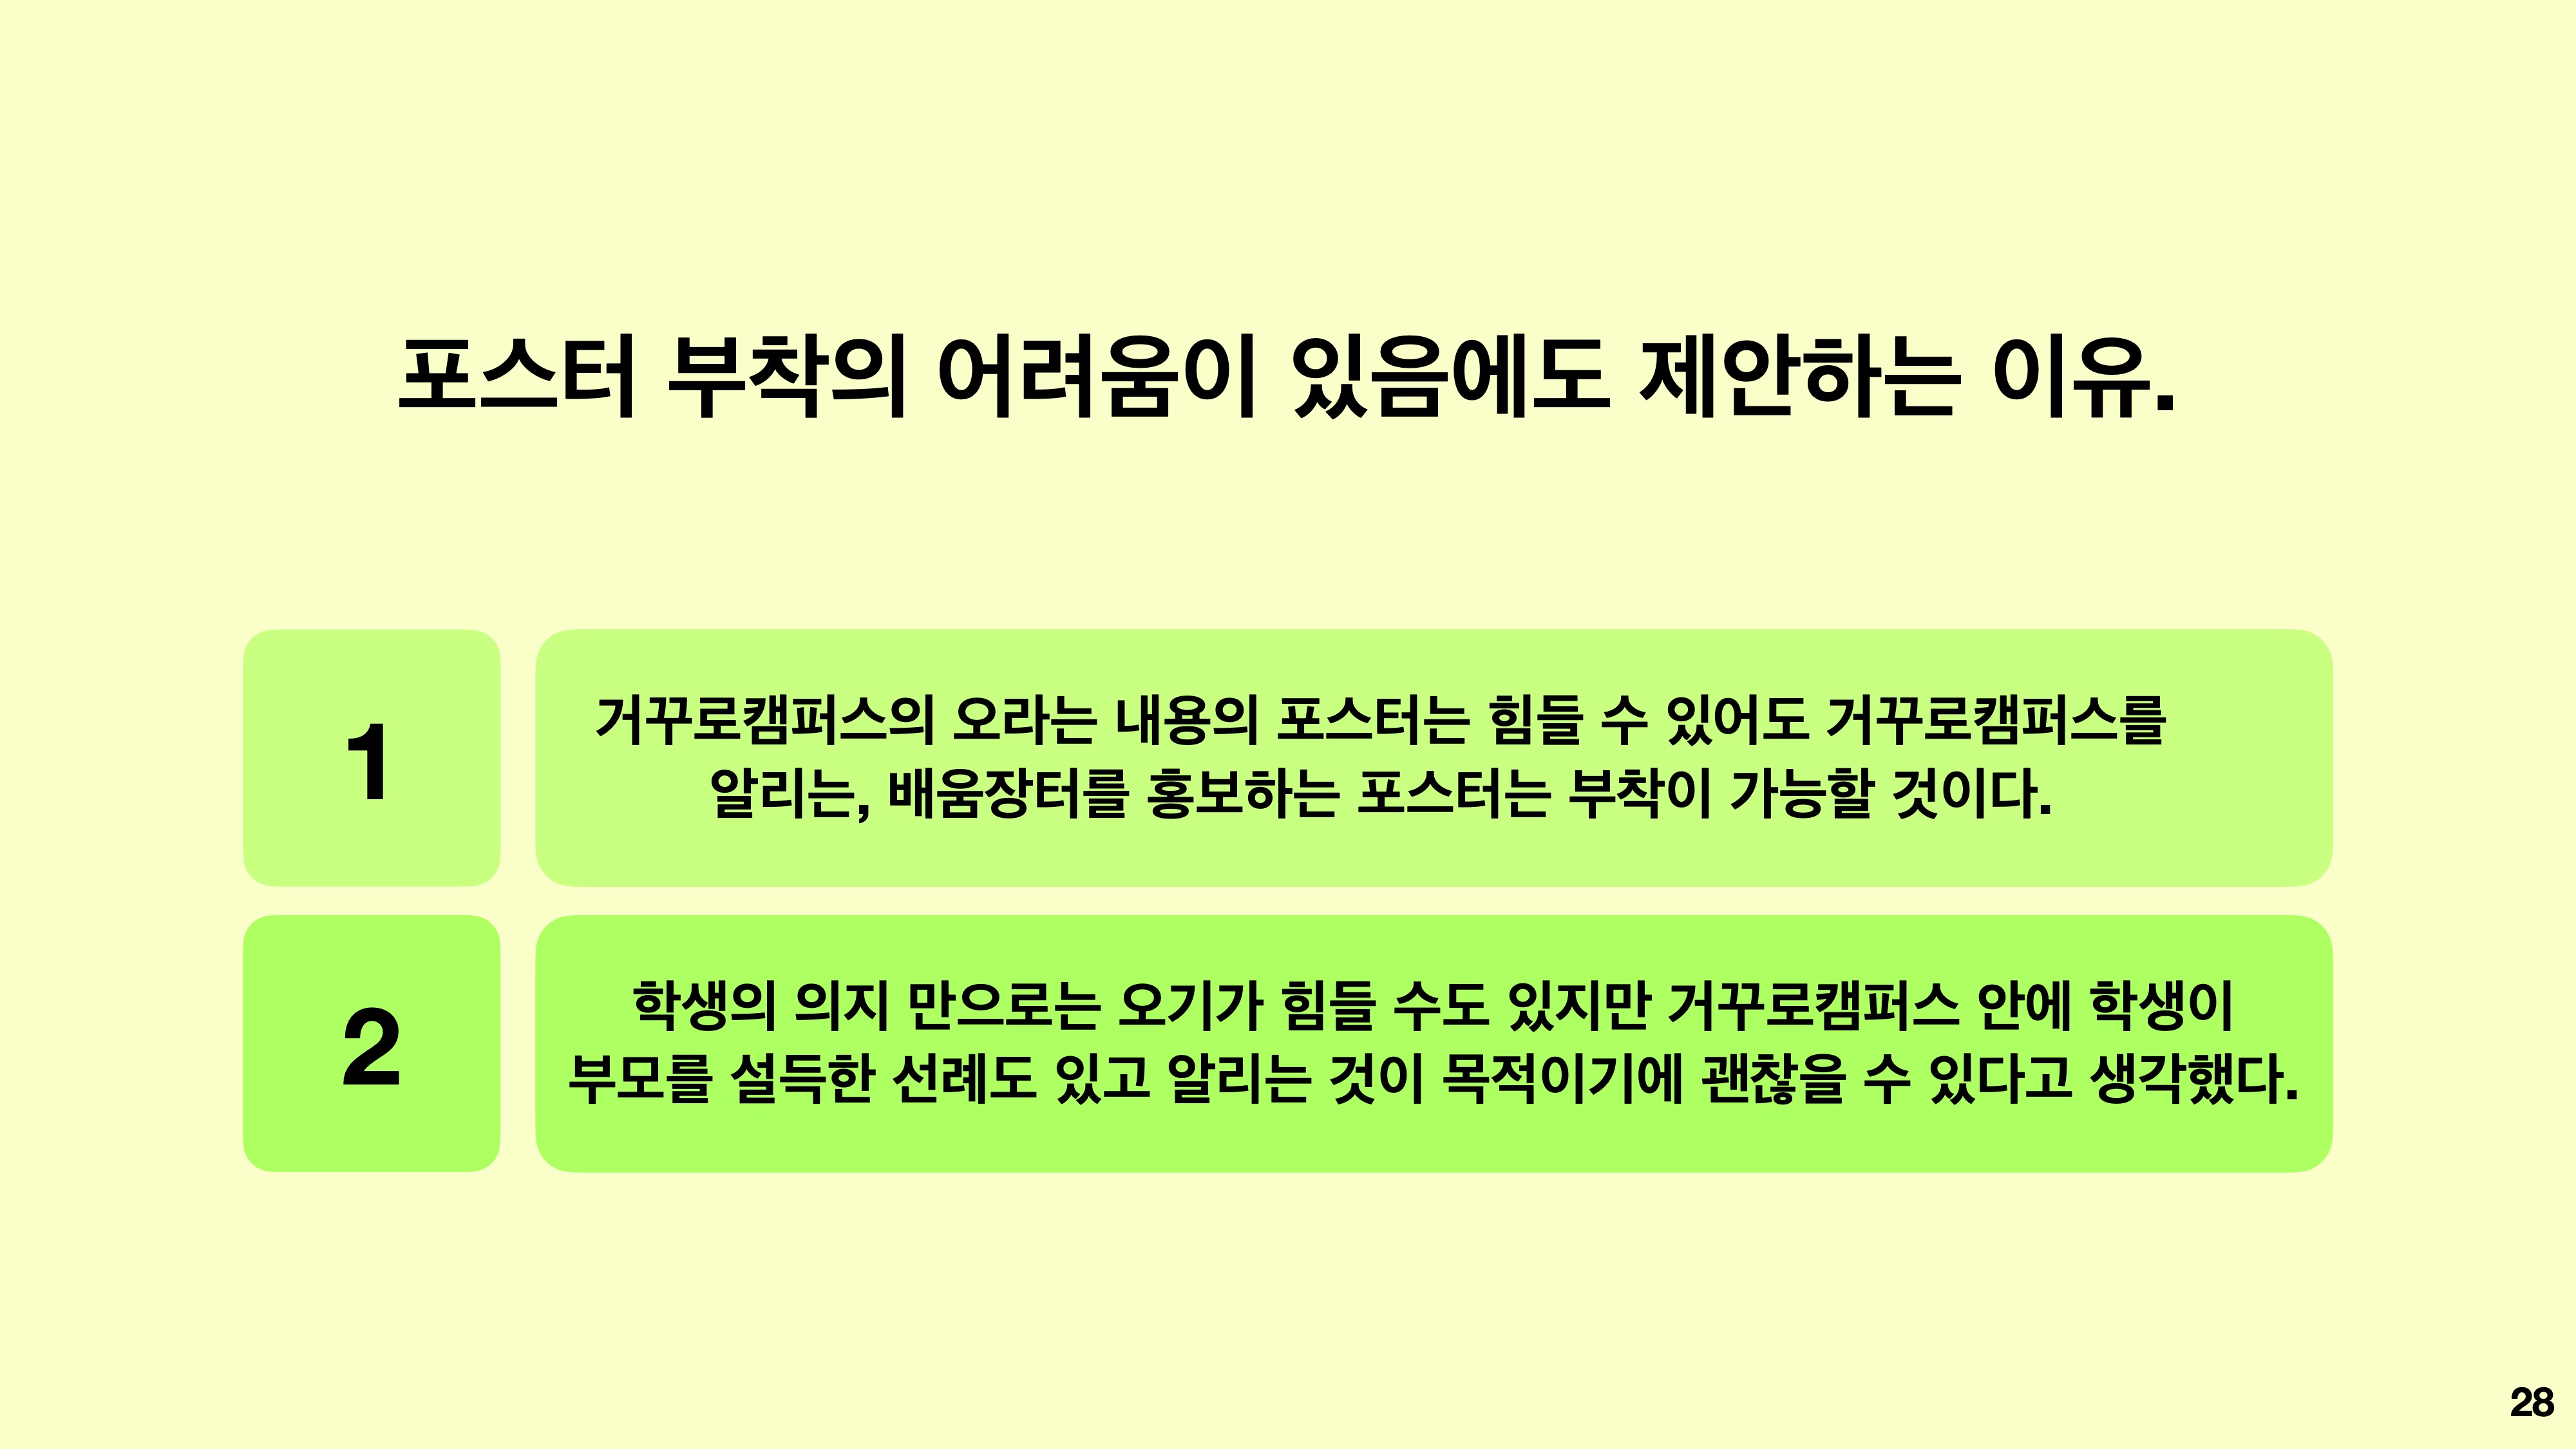 포스터 부착의 어려움이 있음에도 제안하는 이유.
1
거꾸로캠퍼스의 오라는 내용의 포스터는 힘들 수 있어도 거꾸로캠퍼스를
알리는, 배움장터를 홍보하는 포스터는 부착이 가능할 것이다.
2
학생의 의지 만으로는 오기가 힘들 수도 있지만 거꾸로캠퍼스 안에 학생이
부모를 설득한 선례도 있고 알리는 것이 목적이기에 괜찮을 수 있다고 생각했다.
28